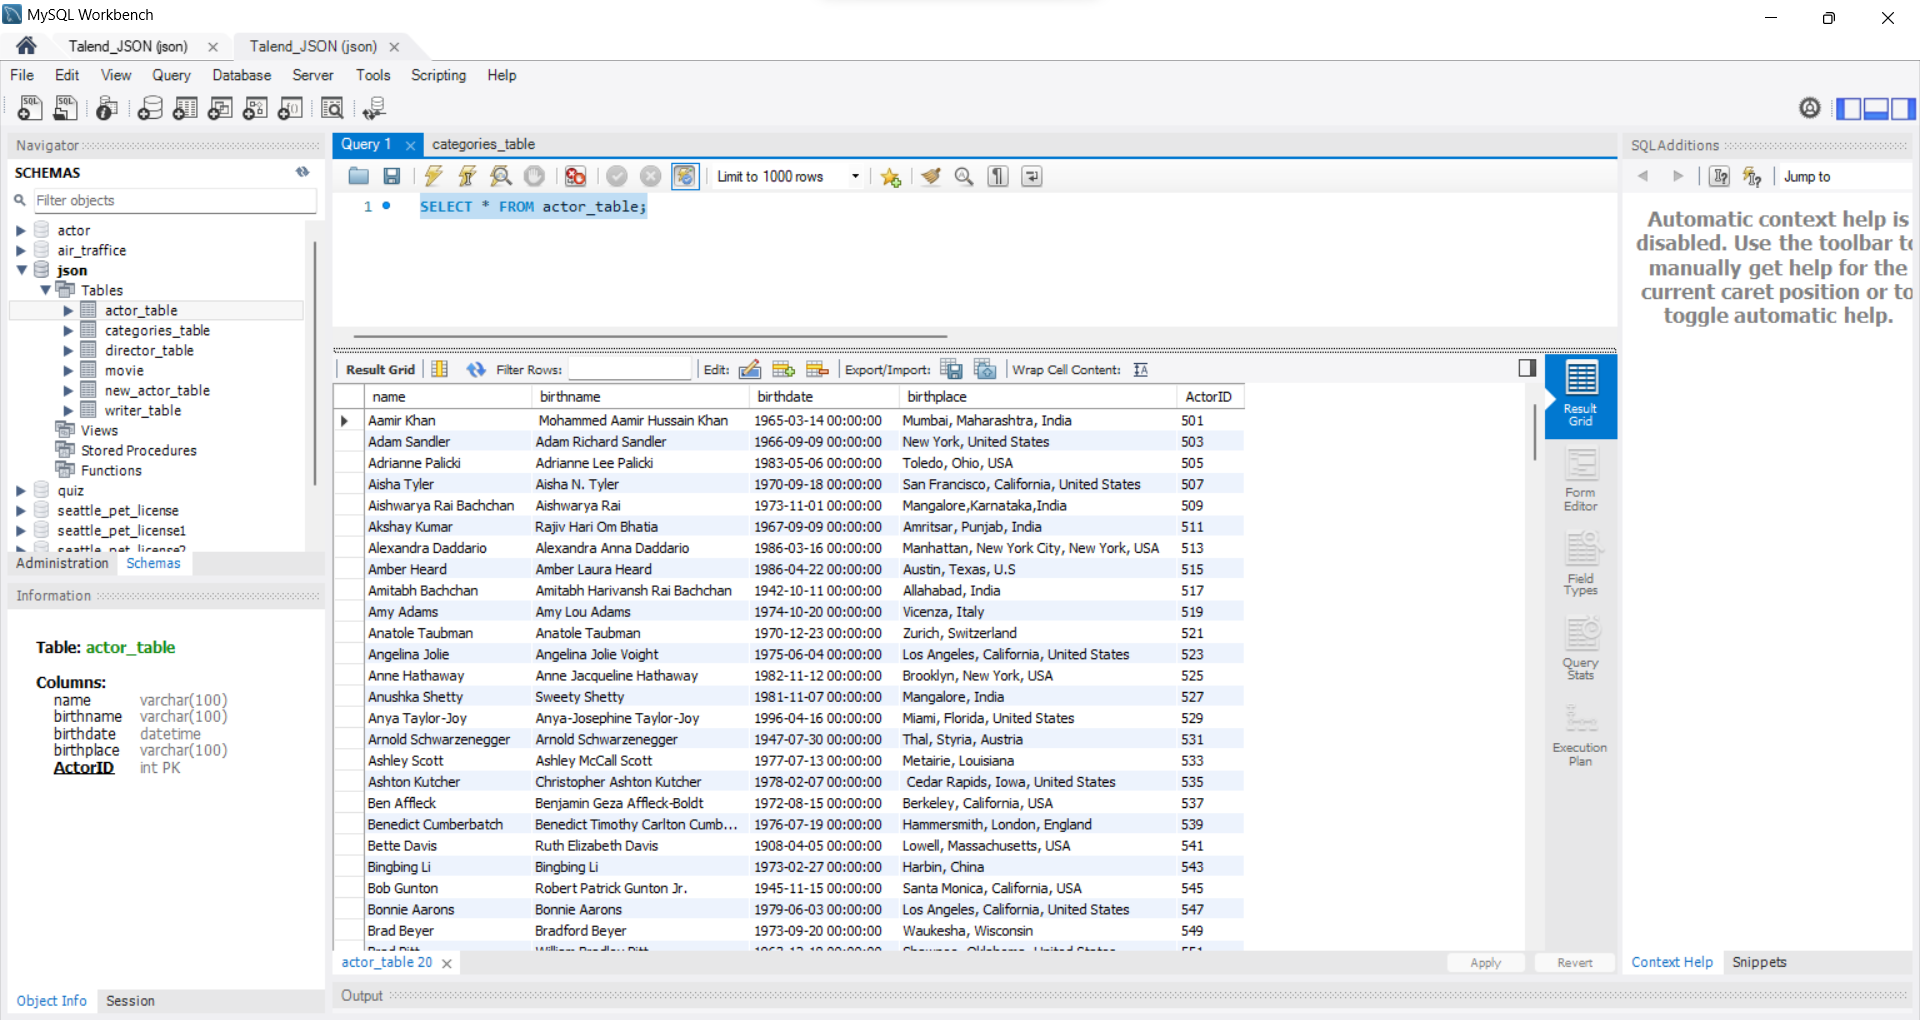 MySQL Workbench
Talend_JSON (json)
Talend_JSON (json)
File Edit View Query Database Server Tools Scripting Help
Navigator
SCHEMAS
Filter objects
actor
air_traffice
json
Tables
actor_table
categories_table
director_table
movie
new_actor_table
writer_table
Views
Stored Procedures
Functions
quiz
seattle_pet_license
seattle_pet_license1
seattle_pet_license2
Administration Schemas
Information
Table: actor_table
Columns:
name varchar(100)
birthname varchar(100)
birthdate datetime
birthplace varchar(100)
ActorID int PK
Object Info Session
Query 1 categories_table
Limit to 1000 rows
1 SELECT * FROM actor_table;
Result Grid Filter Rows: Edit: Export/Import: Wrap Cell Content:
name birthname birthdate birthplace ActorID
Aamir Khan Mohammed Aamir Hussain Khan 1965-03-14 00:00:00 Mumbai, Maharashtra, India 501
Adam Sandler Adam Richard Sandler 1966-09-09 00:00:00 New York, United States 503
Adrianne Palicki Adrianne Lee Palicki 1983-05-06 00:00:00 Toledo, Ohio, USA 505
Aisha Tyler Aisha N. Tyler 1970-09-18 00:00:00 San Francisco, California, United States 507
Aishwarya Rai Bachchan Aishwarya Rai 1973-11-01 00:00:00 Mangalore,Karnataka,India 509
Akshay Kumar Rajiv Hari Om Bhatia 1967-09-09 00:00:00 Amritsar, Punjab, India 511
Alexandra Daddario Alexandra Anna Daddario 1986-03-16 00:00:00 Manhattan, New York City, New York, USA 513
Amber Heard Amber Laura Heard 1986-04-22 00:00:00 Austin, Texas, U.S 515
Amitabh Bachchan Amitabh Harivansh Rai Bachchan 1942-10-11 00:00:00 Allahabad, India 517
Amy Adams Amy Lou Adams 1974-10-20 00:00:00 Vicenza, Italy 519
Anatole Taubman Anatole Taubman 1970-12-23 00:00:00 Zurich, Switzerland 521
Angelina Jolie Angelina Jolie Voight 1975-06-04 00:00:00 Los Angeles, California, United States 523
Anne Hathaway Anne Jacqueline Hathaway 1982-11-12 00:00:00 Brooklyn, New York, USA 525
Anushka Shetty Sweety Shetty 1981-11-07 00:00:00 Mangalore, India 527
Anya Taylor-Joy Anya-Josephine Taylor-Joy 1996-04-16 00:00:00 Miami, Florida, United States 529
Arnold Schwarzenegger Arnold Schwarzenegger 1947-07-30 00:00:00 Thal, Styria, Austria 531
Ashley Scott Ashley McCall Scott 1977-07-13 00:00:00 Metairie, Louisiana 533
Ashton Kutcher Christopher Ashton Kutcher 1978-02-07 00:00:00 Cedar Rapids, Iowa, United States 535
Ben Affleck Benjamin Geza Affleck-Boldt 1972-08-15 00:00:00 Berkeley, California, USA 537
Benedict Cumberbatch Benedict Timothy Carlton Cumb... 1976-07-19 00:00:00 Hammersmith, London, England 539
Bette Davis Ruth Elizabeth Davis 1908-04-05 00:00:00 Lowell, Massachusetts, USA 541
Bingbing Li Bingbing Li 1973-02-27 00:00:00 Harbin, China 543
Bob Gunton Robert Patrick Gunton Jr. 1945-11-15 00:00:00 Santa Monica, California, USA 545
Bonnie Aarons Bonnie Aarons 1979-06-03 00:00:00 Los Angeles, California, United States 547
Brad Beyer Bradford Beyer 1973-09-20 00:00:00 Waukesha, Wisconsin 549
Brad Pitt William Bradley Pitt 1963-12-18 00:00:00 Shawnee, Oklahoma, United States 551
actor_table 20
Apply Revert
Output
Result
Grid
Form
Editor
Field
Types
Query
Stats
Execution
Plan
SQLAdditions
Jump to
Automatic context help is
disabled. Use the toolbar to
manually get help for the
current caret position or to
toggle automatic help.
Context Help Snippets